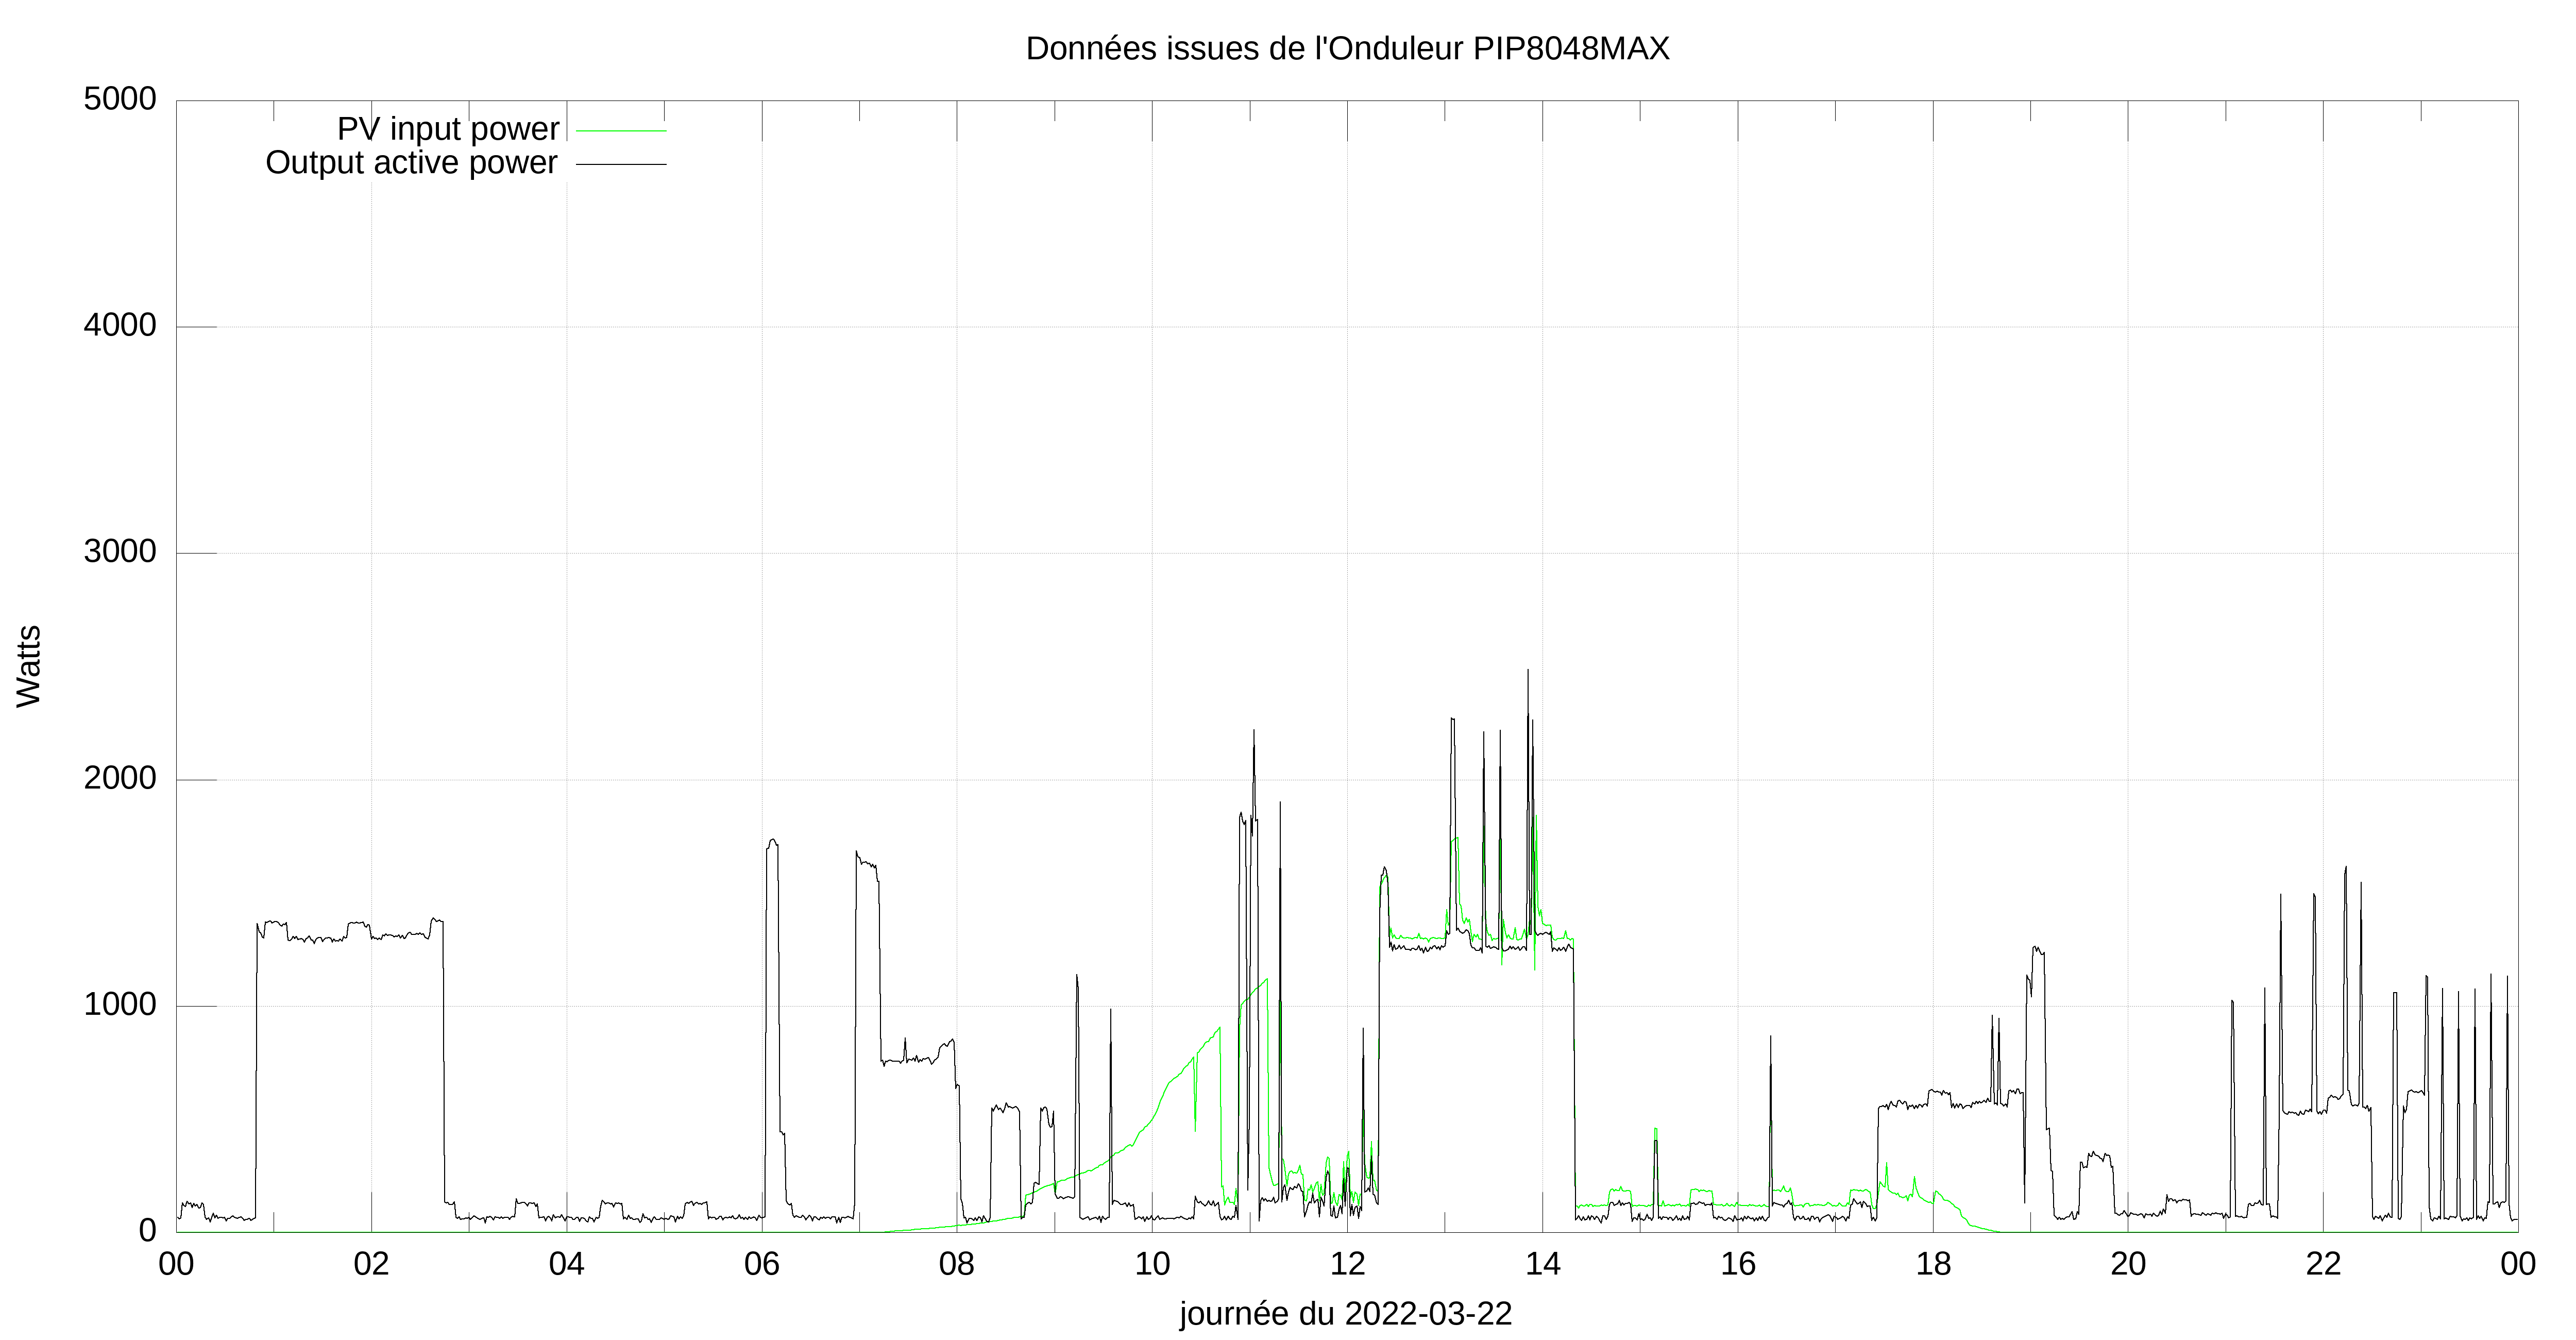 Données issues de l'Onduleur PIP8048MAX
PV input power
Output active power
5000
4000
3000
2000
1000
0
Watts
00 02 04 06 08 10 12 14 16 18 20 22 00
journée du 2022-03-22